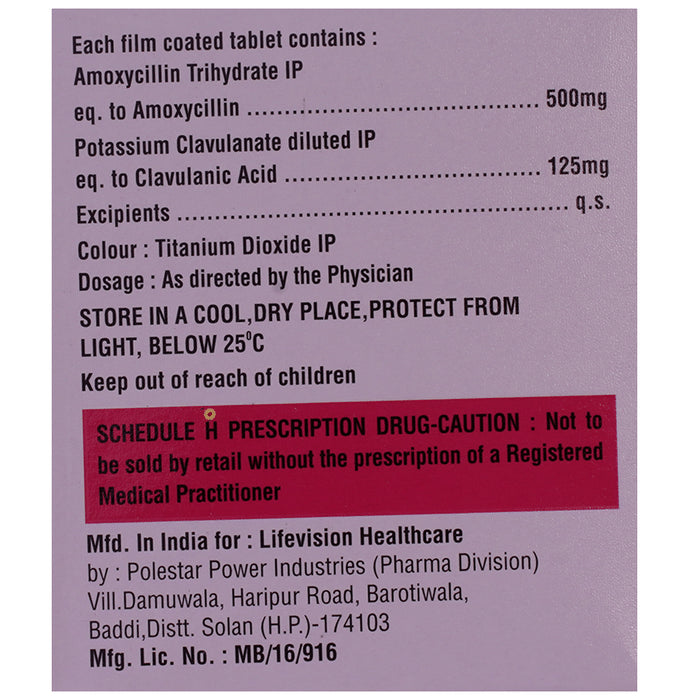 Each film coated tablet contains :
Amoxycillin Trihydrate IP
eq. to Amoxycillin ........................................ 500mg
Potassium Clavulanate diluted IP
eq. to Clavulanic Acid ................................... 125mg
Excipients ..................................................... q.s.
Colour : Titanium Dioxide IP
Dosage : As directed by the Physician
STORE IN A COOL,DRY PLACE,PROTECT FROM
LIGHT, BELOW 25⁰C
Keep out of reach of children
SCHEDULE H PRESCRIPTION DRUG-CAUTION : Not to
be sold by retail without the prescription of a Registered
Medical Practitioner
Mfd. In India for : Lifevision Healthcare
by : Polestar Power Industries (Pharma Division)
Vill.Damuwala, Haripur Road, Barotiwala,
Baddi,Distt. Solan (H.P.)-174103
Mfg. Lic. No. : MB/16/916